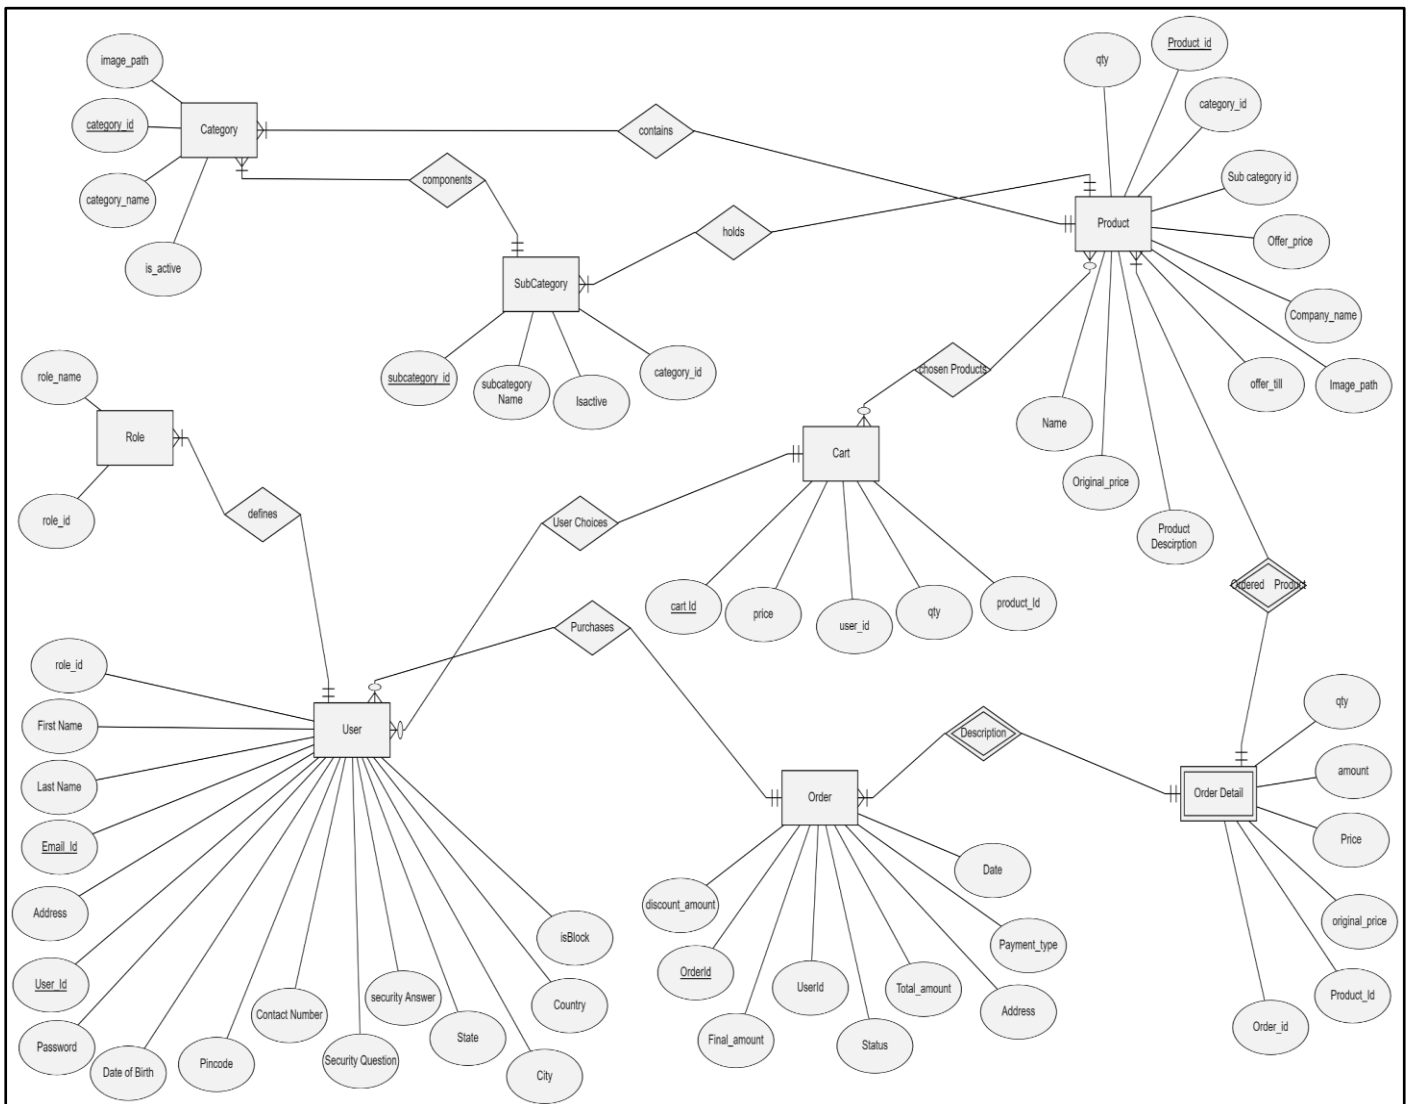 image_path
category_id
category_name
is_active
Category
contains
components
qty
Product_id
category_id
Sub category id
Offer_price
Company_name
Image_path
offer_till
Product
Name
Original_price
Product
Descirption
holds
SubCategory
subcategory_id
subcategory
Name
Isactive
category_id
chosen Products
role_name
Role
role_id
defines
Cart
User Choices
cart Id
price
user_id
qty
product_Id
Ordered Product
Purchases
role_id
First Name
Last Name
Email_Id
Address
User_Id
Password
Date of Birth
Pincode
Contact Number
Security Question
security Answer
State
City
Country
isBlock
User
Description
Order
discount_amount
OrderId
Final_amount
UserId
Status
Total_amount
Address
Payment_type
Date
Order Detail
qty
amount
Price
original_price
Product_Id
Order_id